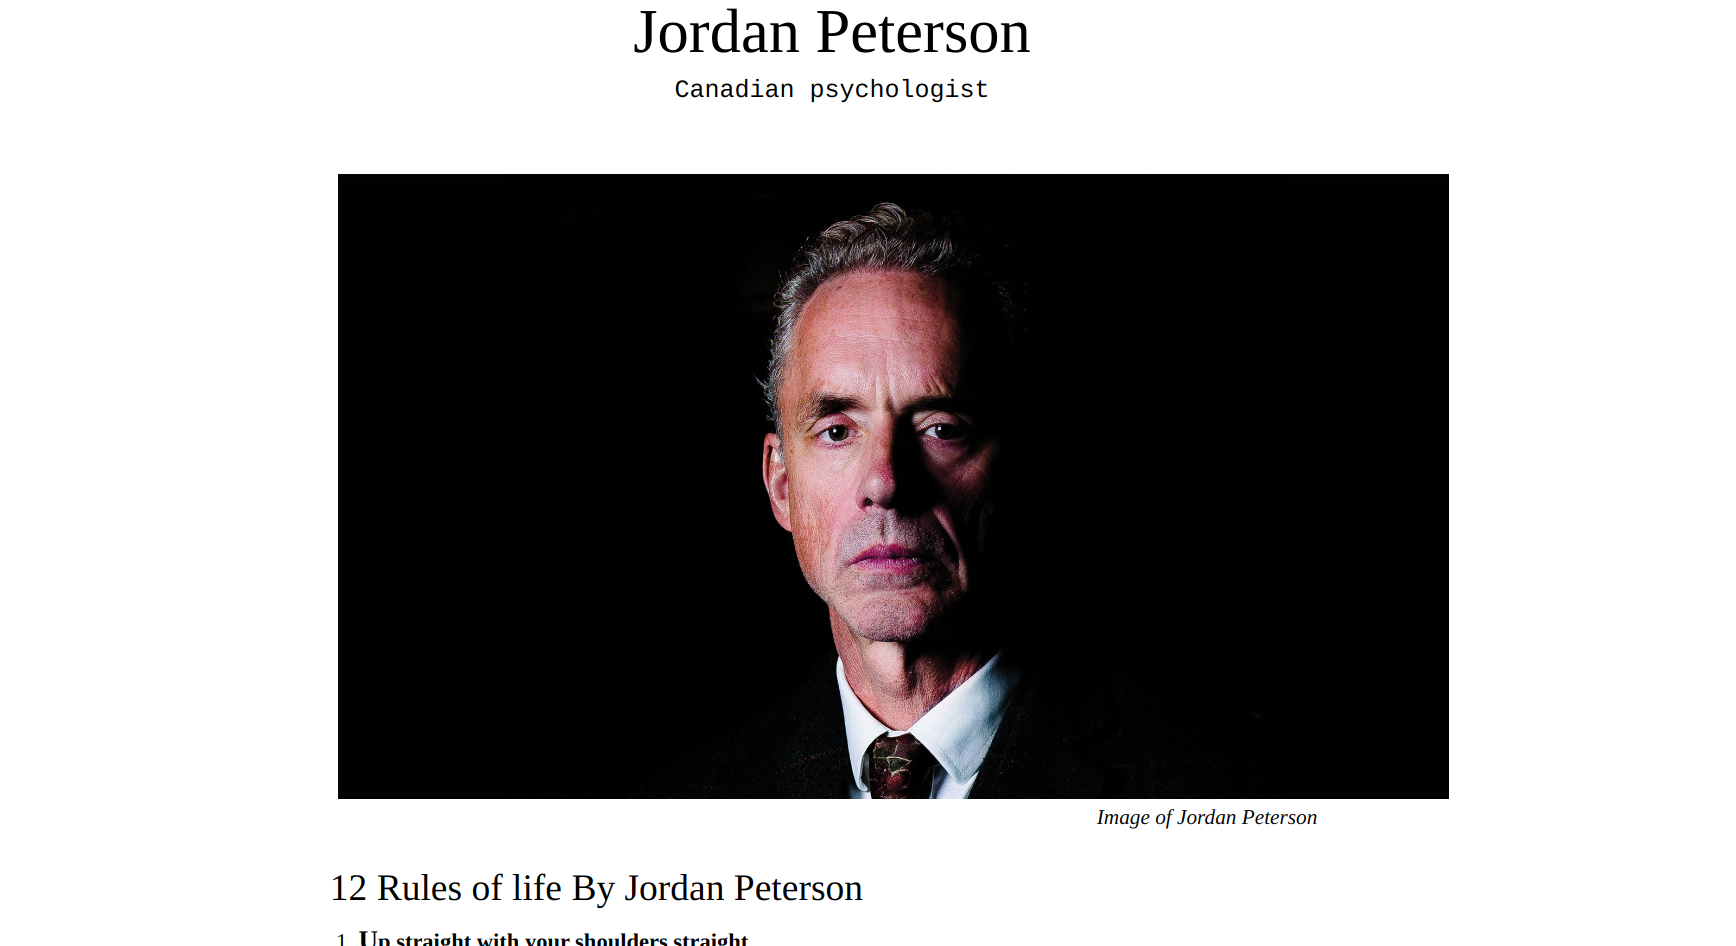 Jordan Peterson
Canadian psychologist
Image of Jordan Peterson
12 Rules of life By Jordan Peterson
1. Up straight with your shoulders straight